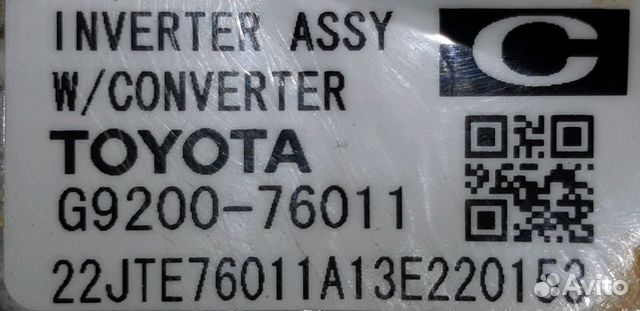 INVERTER ASSY
C
W/CONVERTER
TOYOTA
G9200-76011
22JTE76011A13E220153
Avito